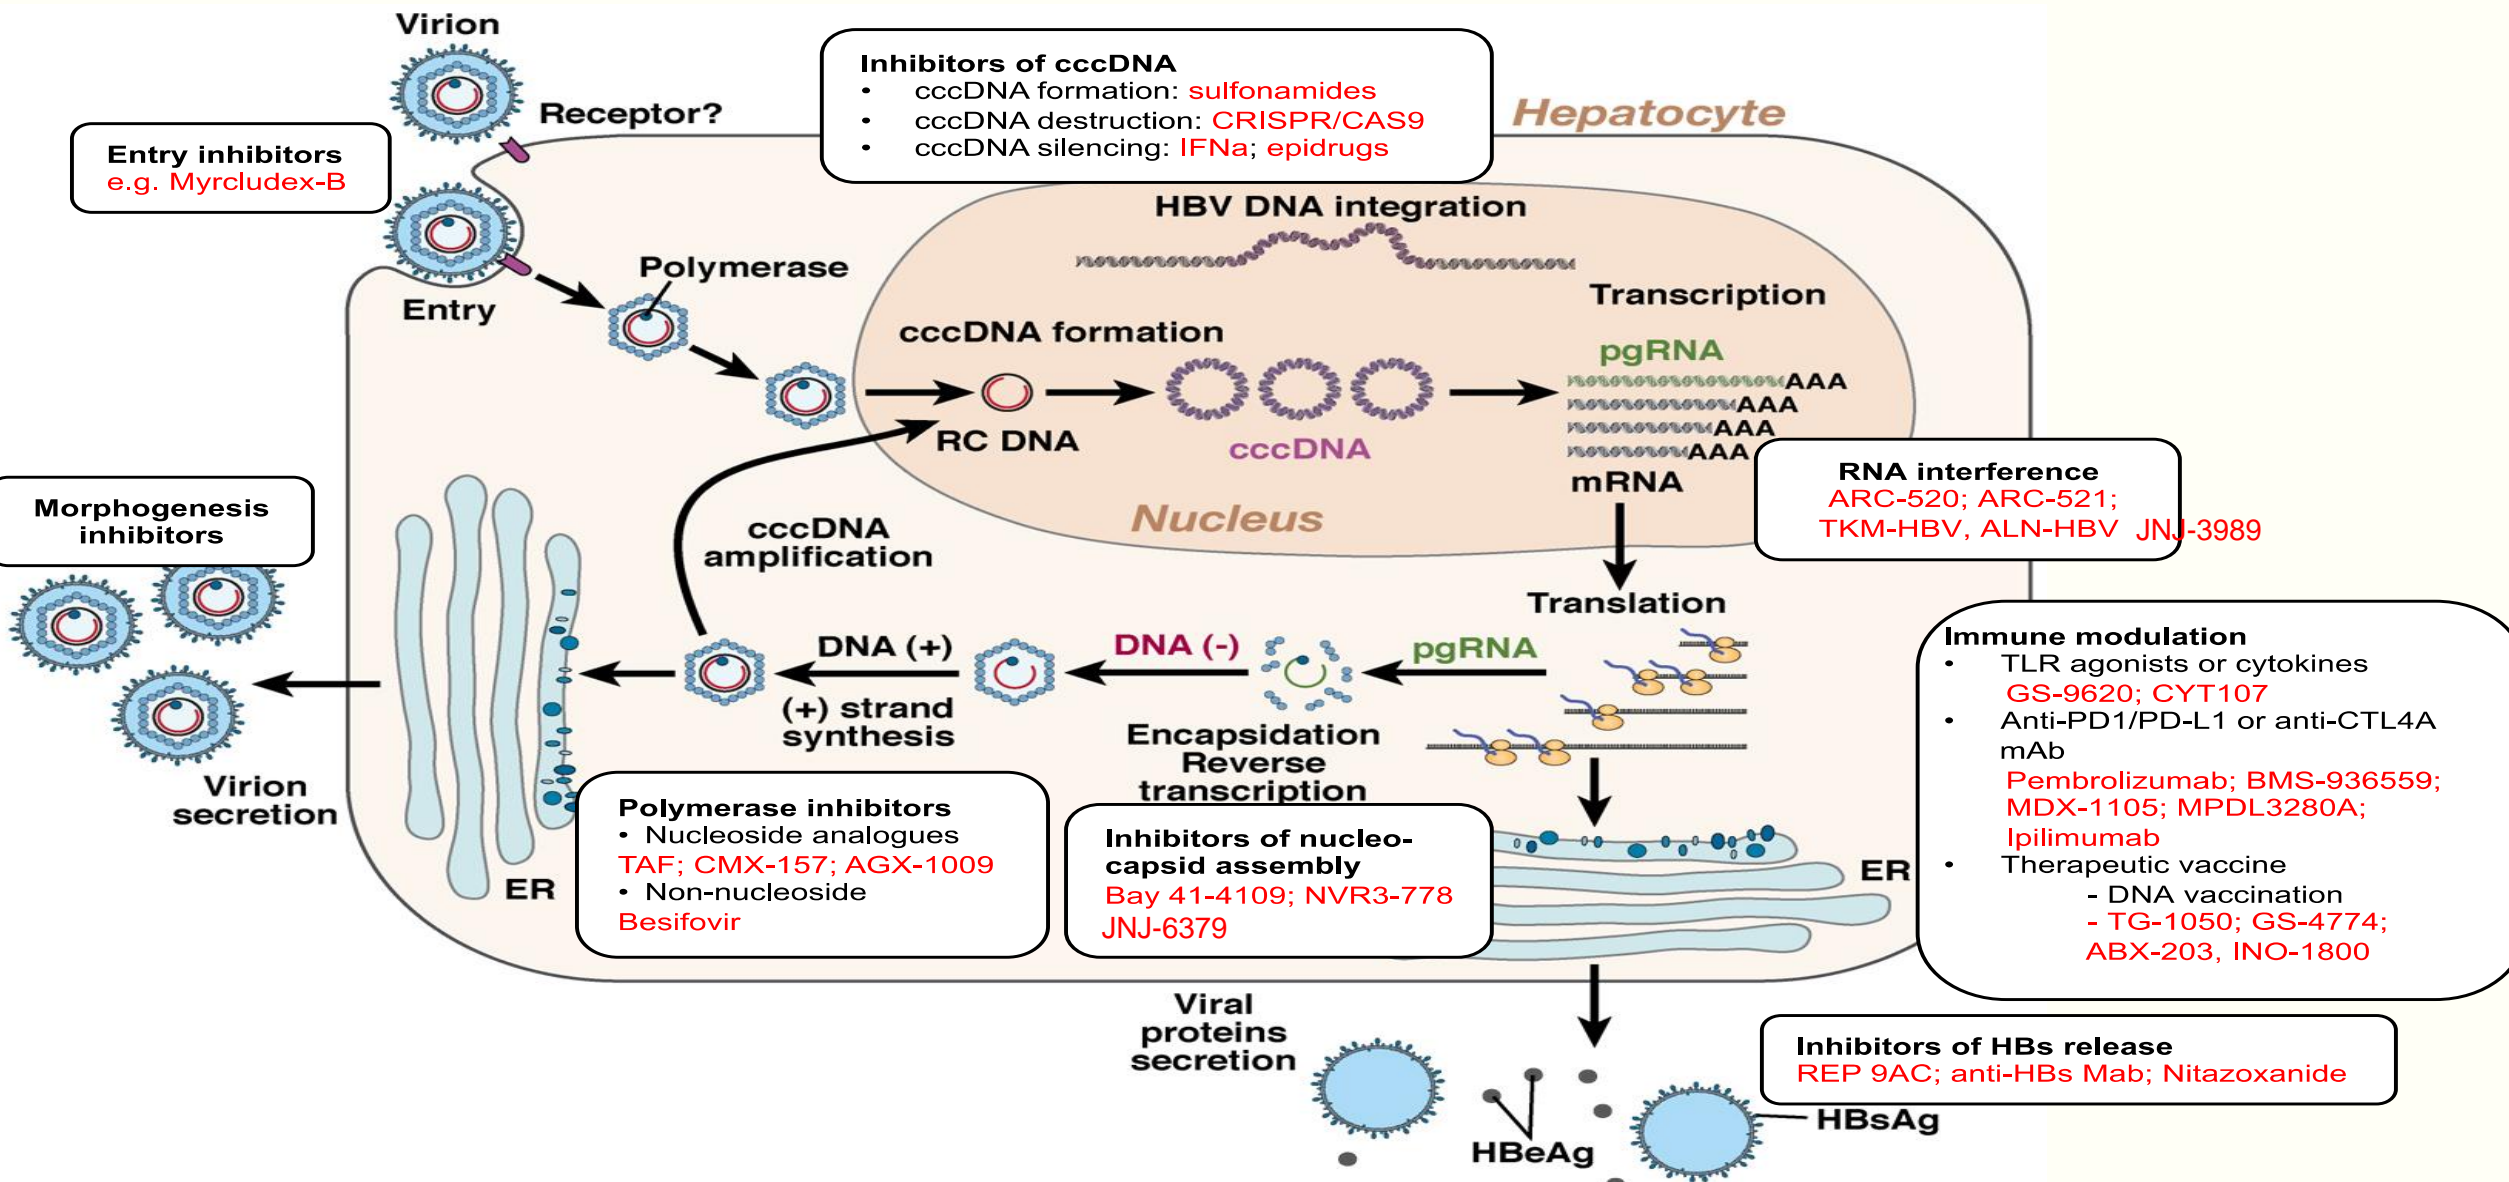 Virion
Receptor?
Entry inhibitors
e.g. Myrcludex-B
Inhibitors of cccDNA
• cccDNA formation: sulfonamides
• cccDNA destruction: CRISPR/CAS9
• cccDNA silencing: IFNa; epidrugs
Hepatocyte
HBV DNA integration
Polymerase
Entry
Transcription
cccDNA formation
pgRNA
AAA
AAA
AAA
AAA
RC DNA
cccDNA
mRNA
Nucleus
RNA interference
ARC-520; ARC-521;
TKM-HBV, ALN-HBV JNJ-3989
Morphogenesis
inhibitors
cccDNA
amplification
Translation
DNA (+)
DNA (-)
pgRNA
(+) strand
synthesis
Encapsidation
Reverse
transcription
Virion
secretion
ER
Polymerase inhibitors
• Nucleoside analogues
TAF; CMX-157; AGX-1009
• Non-nucleoside
Besifovir
Inhibitors of nucleo-
capsid assembly
Bay 41-4109; NVR3-778
JNJ-6379
ER
Immune modulation
• TLR agonists or cytokines
GS-9620; CYT107
• Anti-PD1/PD-L1 or anti-CTL4A
mAb
Pembrolizumab; BMS-936559;
MDX-1105; MPDL3280A;
Ipilimumab
• Therapeutic vaccine
- DNA vaccination
- TG-1050; GS-4774;
ABX-203, INO-1800
Viral
proteins
secretion
Inhibitors of HBs release
REP 9AC; anti-HBs Mab; Nitazoxanide
HBsAg
HBeAg